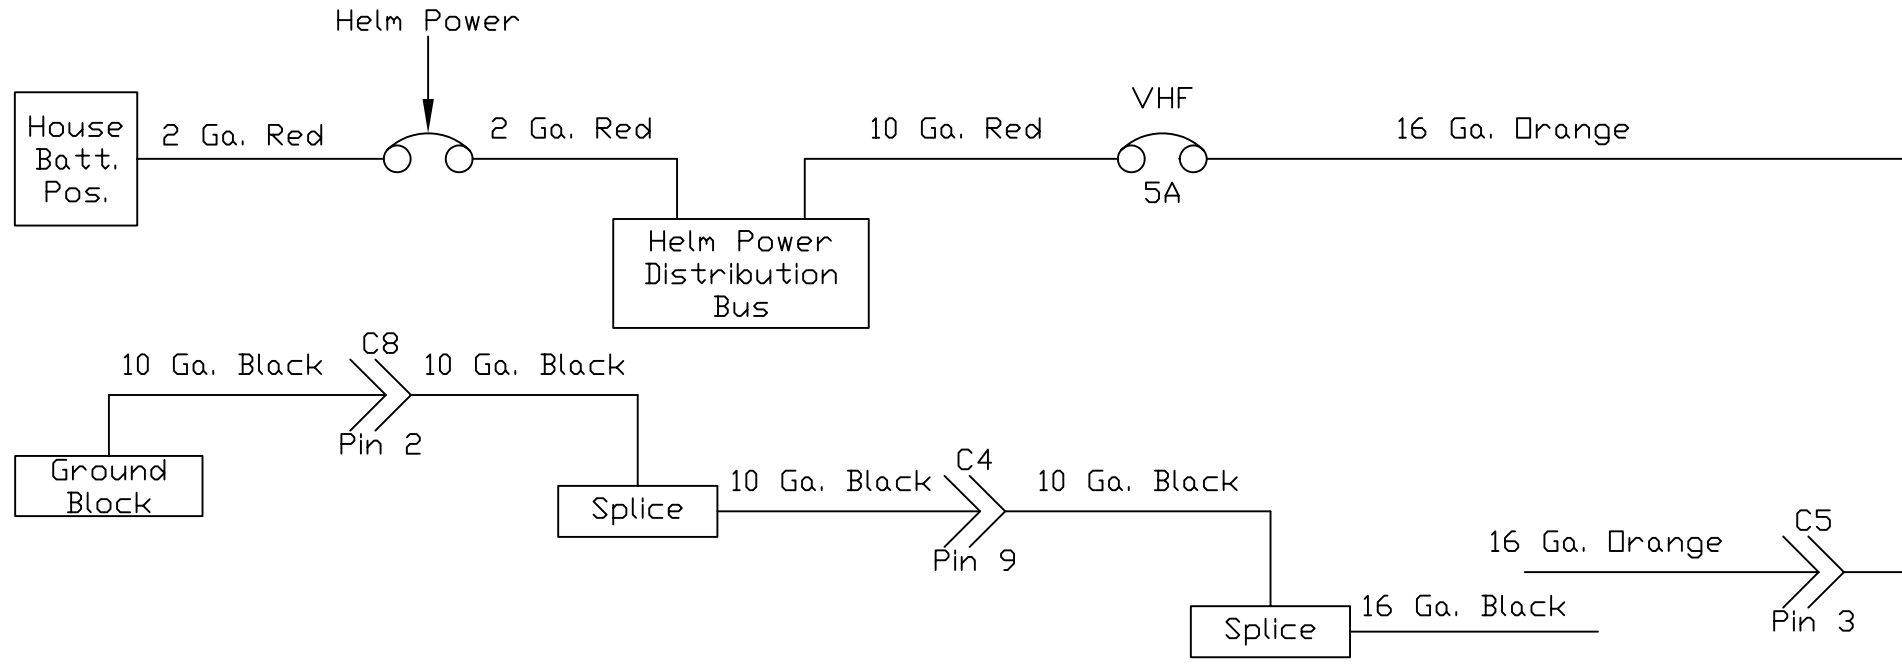 Helm Power
House
Batt.
Pos.
2 Ga. Red
2 Ga. Red
Helm Power
Distribution
Bus
10 Ga. Red
VHF
5A
16 Ga. Orange
Ground
Block
10 Ga. Black
C8
Pin 2
10 Ga. Black
Splice
10 Ga. Black
C4
Pin 9
10 Ga. Black
Splice
16 Ga. Black
16 Ga. Orange
C5
Pin 3